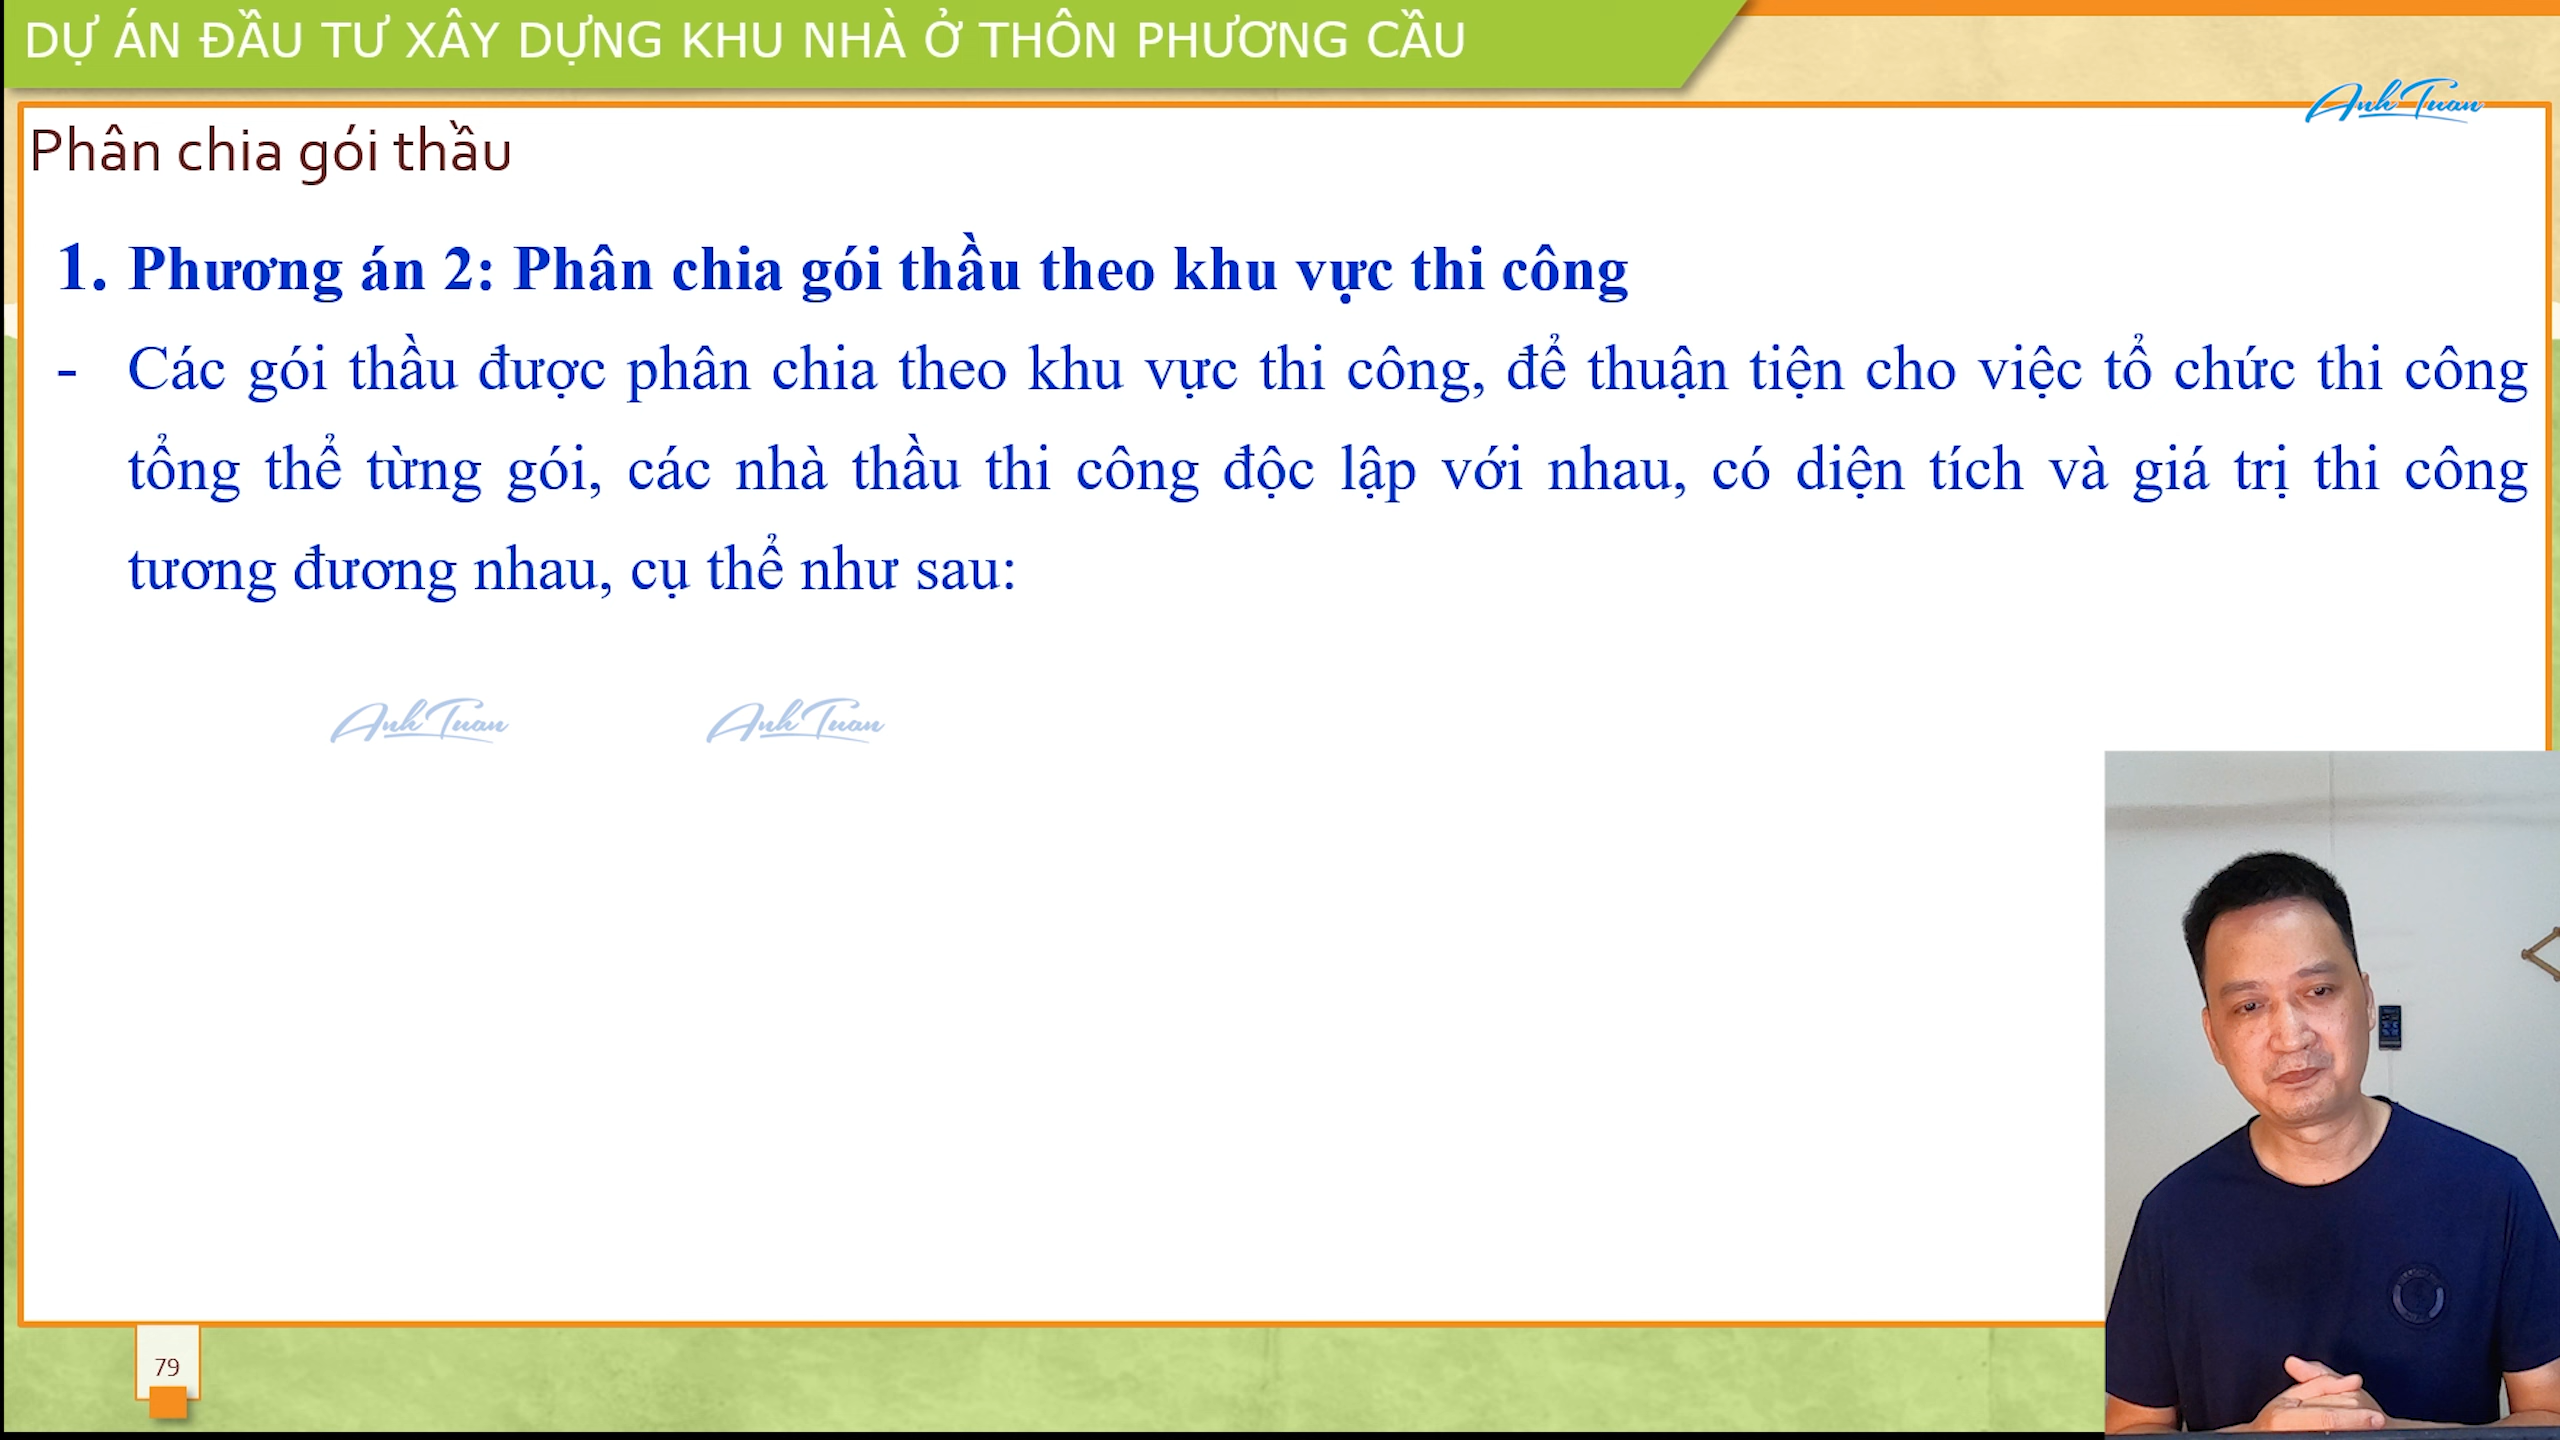 DỰ ÁN ĐẦU TƯ XÂY DỰNG KHU NHÀ Ở THÔN PHƯƠNG CẦU
Anh Tuan
Phân chia gói thầu
1. Phương án 2: Phân chia gói thầu theo khu vực thi công
- Các gói thầu được phân chia theo khu vực thi công, để thuận tiện cho việc tổ chức thi công
tổng thể từng gói, các nhà thầu thi công độc lập với nhau, có diện tích và giá trị thi công
tương đương nhau, cụ thể như sau:
Anh Tuan Anh Tuan
79